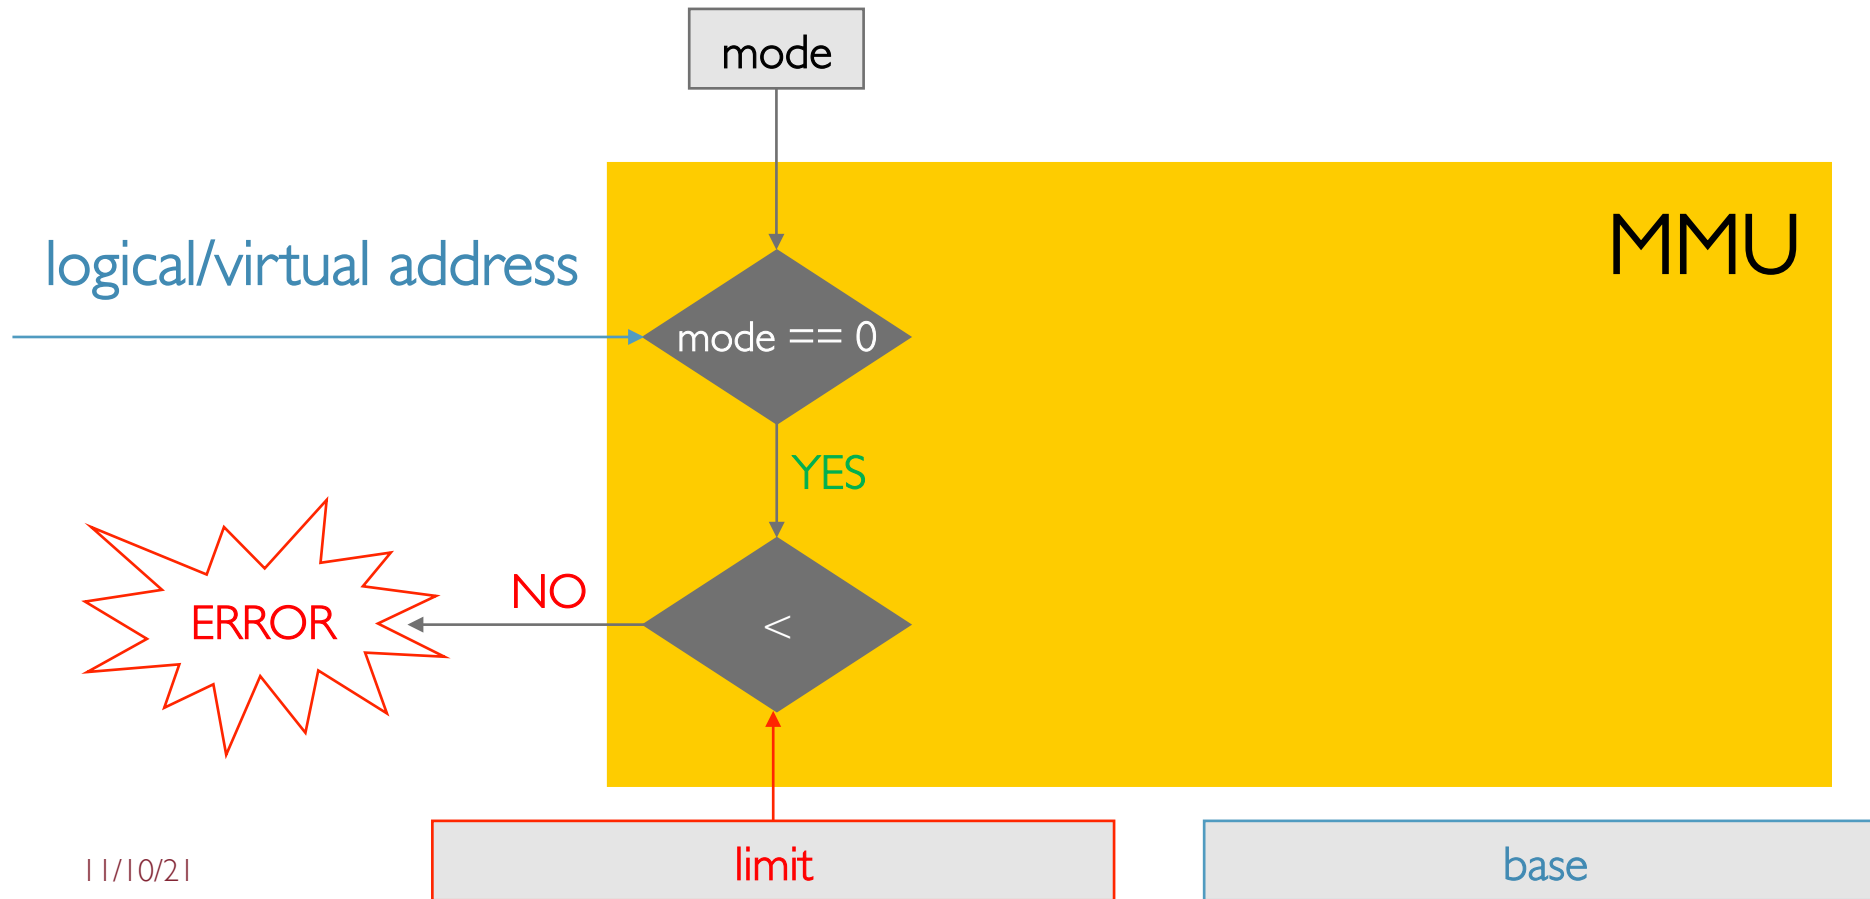 mode
MMU
logical/virtual address
mode == 0
YES
NO
ERROR
<
limit
base
11/10/21